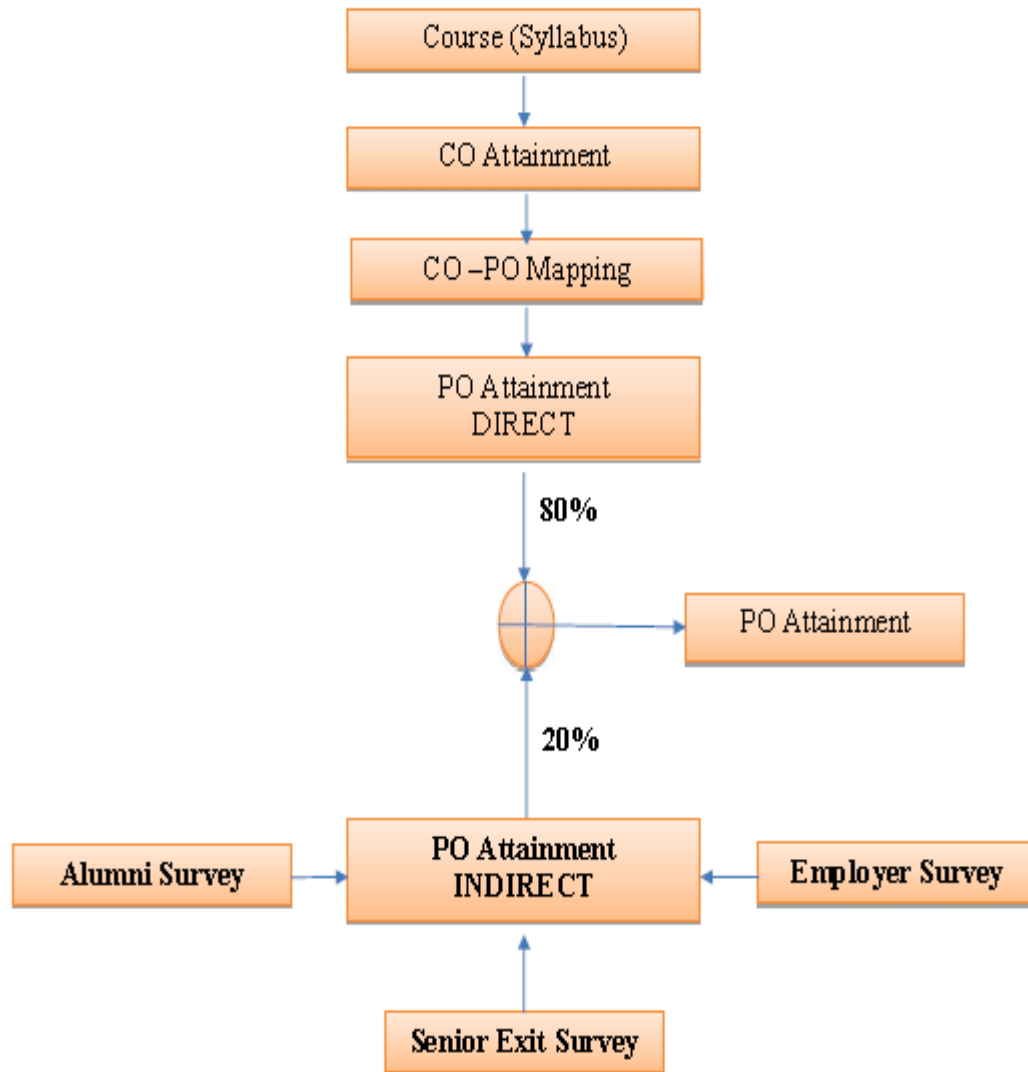 Course (Syllabus)
CO Attainment
CO –PO Mapping
PO Attainment
DIRECT
80%
PO Attainment
20%
PO Attainment
INDIRECT
Alumni Survey
Employer Survey
Senior Exit Survey